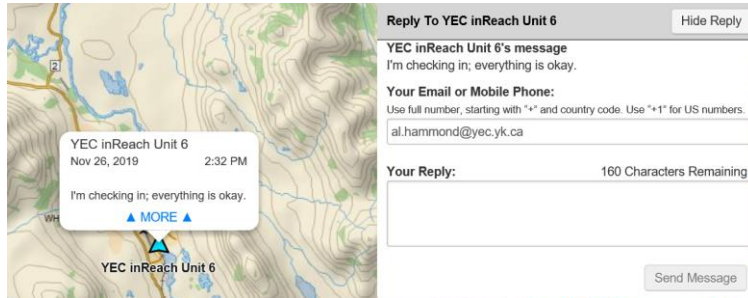 2
YEC inReach Unit 6
Nov 26, 2019 2:32 PM
I'm checking in; everything is okay.
▲ MORE ▲
WH
YEC inReach Unit 6
Reply To YEC inReach Unit 6
Hide Reply
YEC inReach Unit 6's message
I'm checking in; everything is okay.
Your Email or Mobile Phone:
Use full number, starting with "+" and country code. Use "+1" for US numbers.
al.hammond@yec.yk.ca
Your Reply: 160 Characters Remaining
Send Message